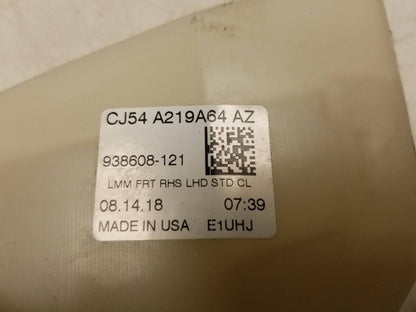 CJ54 A219A64 AZ
938608-121
LMM FRT RHS LHD STD CL
08.14.18 07:39
MADE IN USA E1UHJ